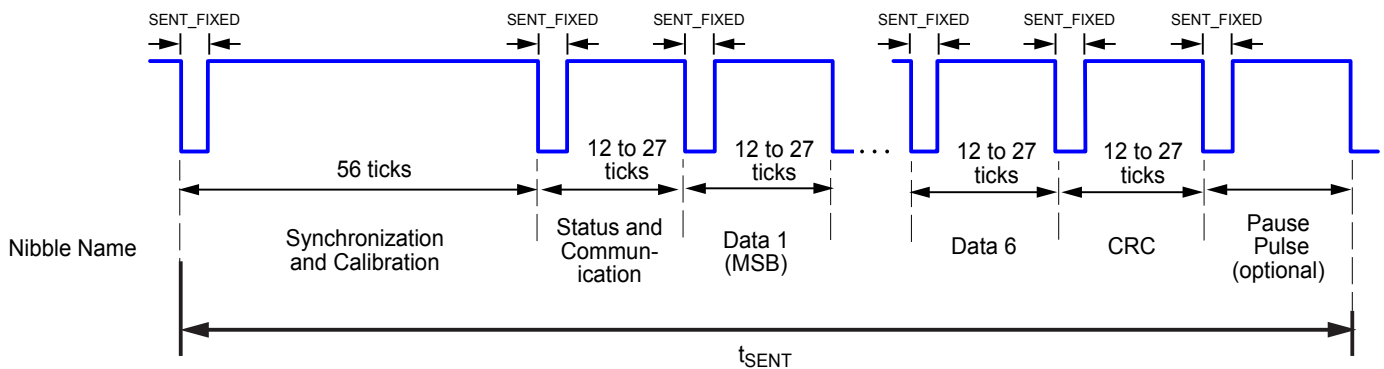 SENT_FIXED SENT_FIXED SENT_FIXED SENT_FIXED SENT_FIXED SENT_FIXED
56 ticks
12 to 27
ticks
12 to 27
ticks
. . .
12 to 27
ticks
12 to 27
ticks
Nibble Name
Synchronization
and Calibration
Status and
Commun-
ication
Data 1
(MSB)
Data 6
CRC
Pause
Pulse
(optional)
tSENT